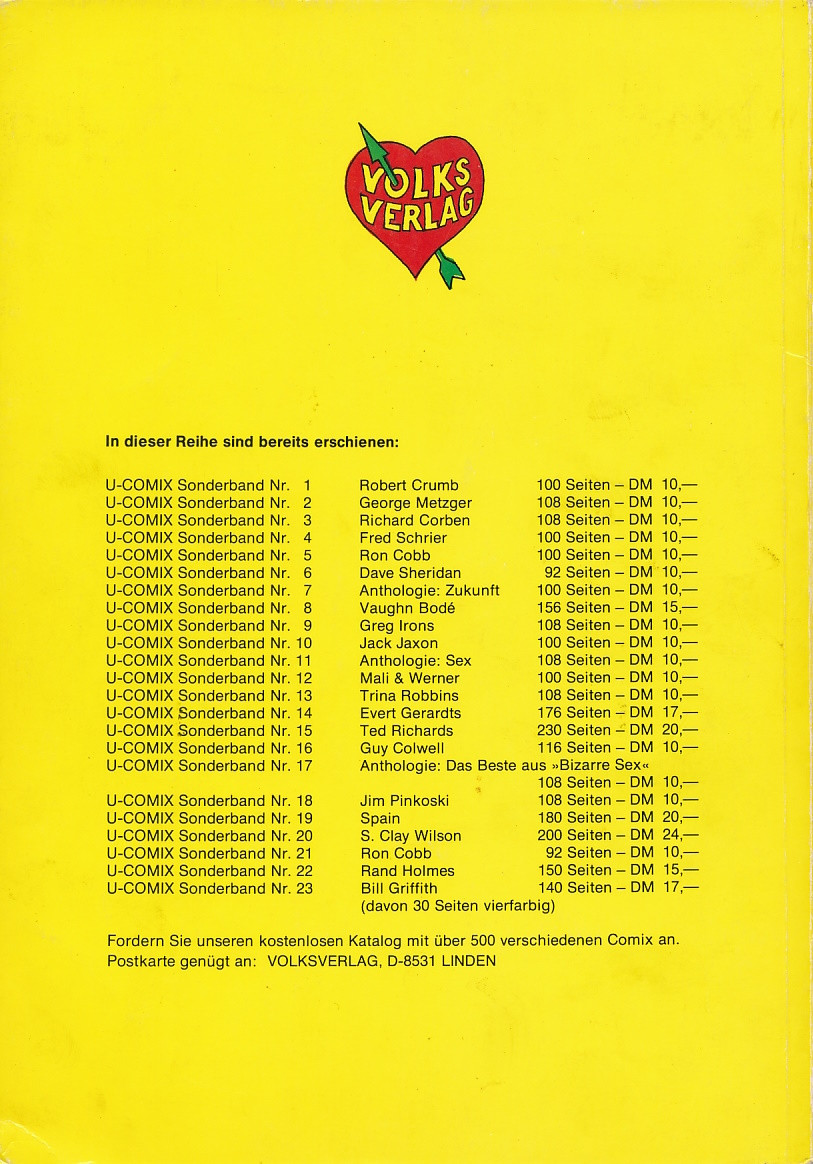 VOLKS
VERLAG
In dieser Reihe sind bereits erschienen:
U-COMIX Sonderband Nr. 1 Robert Crumb 100 Seiten – DM 10,—
U-COMIX Sonderband Nr. 2 George Metzger 108 Seiten – DM 10,—
U-COMIX Sonderband Nr. 3 Richard Corben 108 Seiten – DM 10,—
U-COMIX Sonderband Nr. 4 Fred Schrier 100 Seiten – DM 10,—
U-COMIX Sonderband Nr. 5 Ron Cobb 100 Seiten – DM 10,—
U-COMIX Sonderband Nr. 6 Dave Sheridan 92 Seiten – DM 10,—
U-COMIX Sonderband Nr. 7 Anthologie: Zukunft 100 Seiten – DM 10,—
U-COMIX Sonderband Nr. 8 Vaughn Bodé 156 Seiten – DM 15,—
U-COMIX Sonderband Nr. 9 Greg Irons 108 Seiten – DM 10,—
U-COMIX Sonderband Nr. 10 Jack Jaxon 100 Seiten – DM 10,—
U-COMIX Sonderband Nr. 11 Anthologie: Sex 108 Seiten – DM 10,—
U-COMIX Sonderband Nr. 12 Mali & Werner 100 Seiten – DM 10,—
U-COMIX Sonderband Nr. 13 Trina Robbins 108 Seiten – DM 10,—
U-COMIX Sonderband Nr. 14 Evert Gerardts 176 Seiten – DM 17,—
U-COMIX Sonderband Nr. 15 Ted Richards 230 Seiten – DM 20,—
U-COMIX Sonderband Nr. 16 Guy Colwell 116 Seiten – DM 10,—
U-COMIX Sonderband Nr. 17 Anthologie: Das Beste aus »Bizarre Sex«
108 Seiten – DM 10,—
U-COMIX Sonderband Nr. 18 Jim Pinkoski 108 Seiten – DM 10,—
U-COMIX Sonderband Nr. 19 Spain 180 Seiten – DM 20,—
U-COMIX Sonderband Nr. 20 S. Clay Wilson 200 Seiten – DM 24,—
U-COMIX Sonderband Nr. 21 Ron Cobb 92 Seiten – DM 10,—
U-COMIX Sonderband Nr. 22 Rand Holmes 150 Seiten – DM 15,—
U-COMIX Sonderband Nr. 23 Bill Griffith 140 Seiten – DM 17,—
(davon 30 Seiten vierfarbig)
Fordern Sie unseren kostenlosen Katalog mit über 500 verschiedenen Comix an.
Postkarte genügt an: VOLKSVERLAG, D-8531 LINDEN